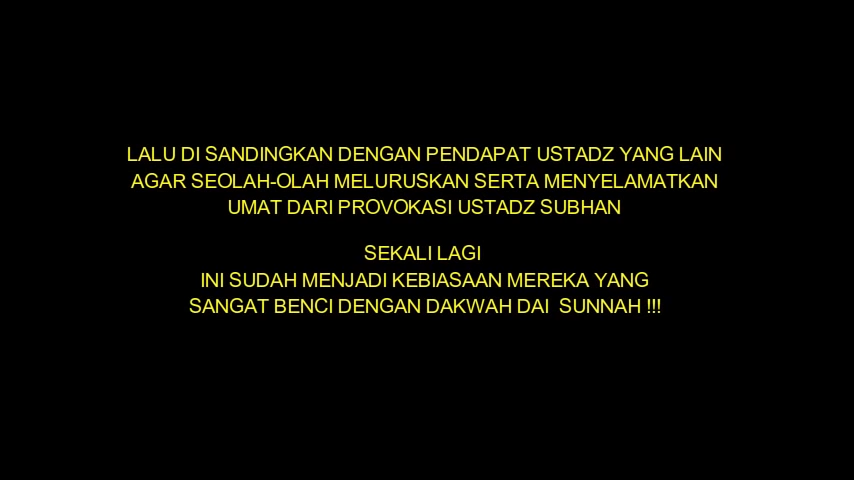 LALU DI SANDINGKAN DENGAN PENDAPAT USTADZ YANG LAIN
AGAR SEOLAH-OLAH MELURUSKAN SERTA MENYELAMATKAN
UMAT DARI PROVOKASI USTADZ SUBHAN
SEKALI LAGI
INI SUDAH MENJADI KEBIASAAN MEREKA YANG
SANGAT BENCI DENGAN DAKWAH DAI  SUNNAH !!!